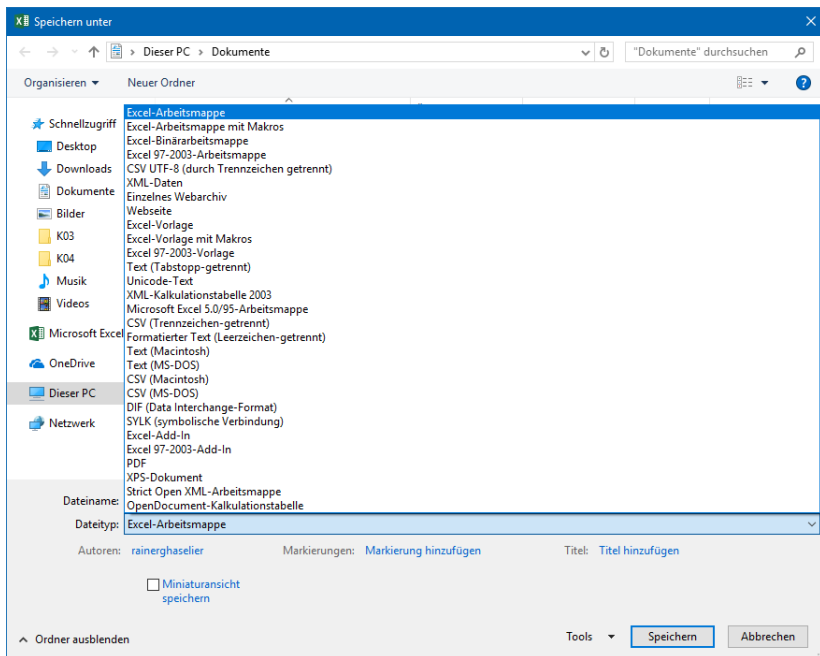 Speichern unter
Dieser PC > Dokumente
"Dokumente" durchsuchen
Organisieren
Neuer Ordner
Schnellzugriff
Desktop
Downloads
Dokumente
Bilder
K03
K04
Musik
Videos
Microsoft Excel
OneDrive
Dieser PC
Netzwerk
Excel-Arbeitsmappe
Excel-Arbeitsmappe mit Makros
Excel-Binärarbeitsmappe
Excel 97-2003-Arbeitsmappe
CSV UTF-8 (durch Trennzeichen getrennt)
XML-Daten
Einzelnes Webarchiv
Webseite
Excel-Vorlage
Excel-Vorlage mit Makros
Excel 97-2003-Vorlage
Text (Tabstopp-getrennt)
Unicode-Text
XML-Kalkulationstabelle 2003
Microsoft Excel 5.0/95-Arbeitsmappe
CSV (Trennzeichen-getrennt)
Formatierter Text (Leerzeichen-getrennt)
Text (Macintosh)
Text (MS-DOS)
CSV (Macintosh)
CSV (MS-DOS)
DIF (Data Interchange-Format)
SYLK (symbolische Verbindung)
Excel-Add-In
Excel 97-2003-Add-In
PDF
XPS-Dokument
Strict Open XML-Arbeitsmappe
OpenDocument-Kalkulationstabelle
Dateiname:
Dateityp: Excel-Arbeitsmappe
Autoren: rainerghaselier
Markierungen: Markierung hinzufügen
Titel: Titel hinzufügen
Miniaturansicht
speichern
Ordner ausblenden
Tools
Speichern
Abbrechen